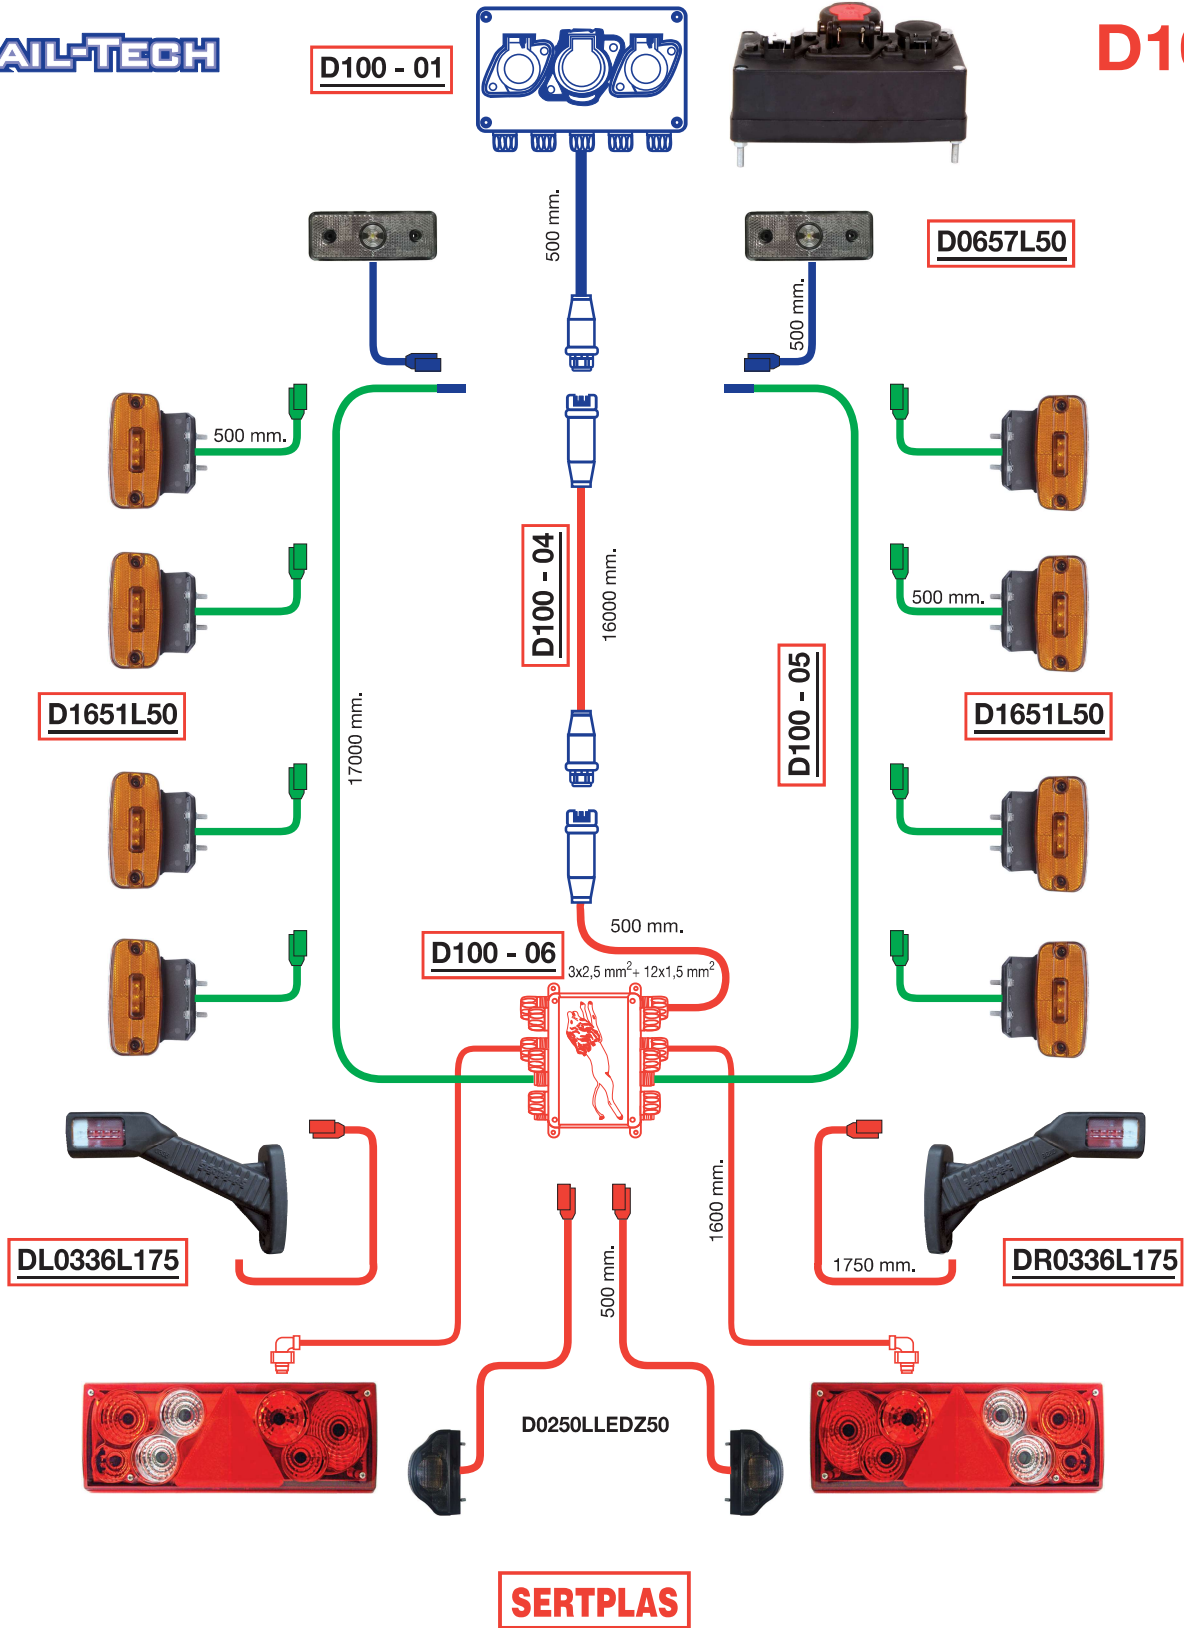 AIL-TECH
D100 - 01
D10
500 mm.
D0657L50
500 mm.
500 mm.
D100 - 04
16000 mm.
500 mm.
D1651L50
17000 mm.
D100 - 05
D1651L50
500 mm.
D100 - 06
3x2,5 mm²+ 12x1,5 mm²
DL0336L175
500 mm.
1600 mm.
1750 mm.
DR0336L175
D0250LLEDZ50
SERTPLAS